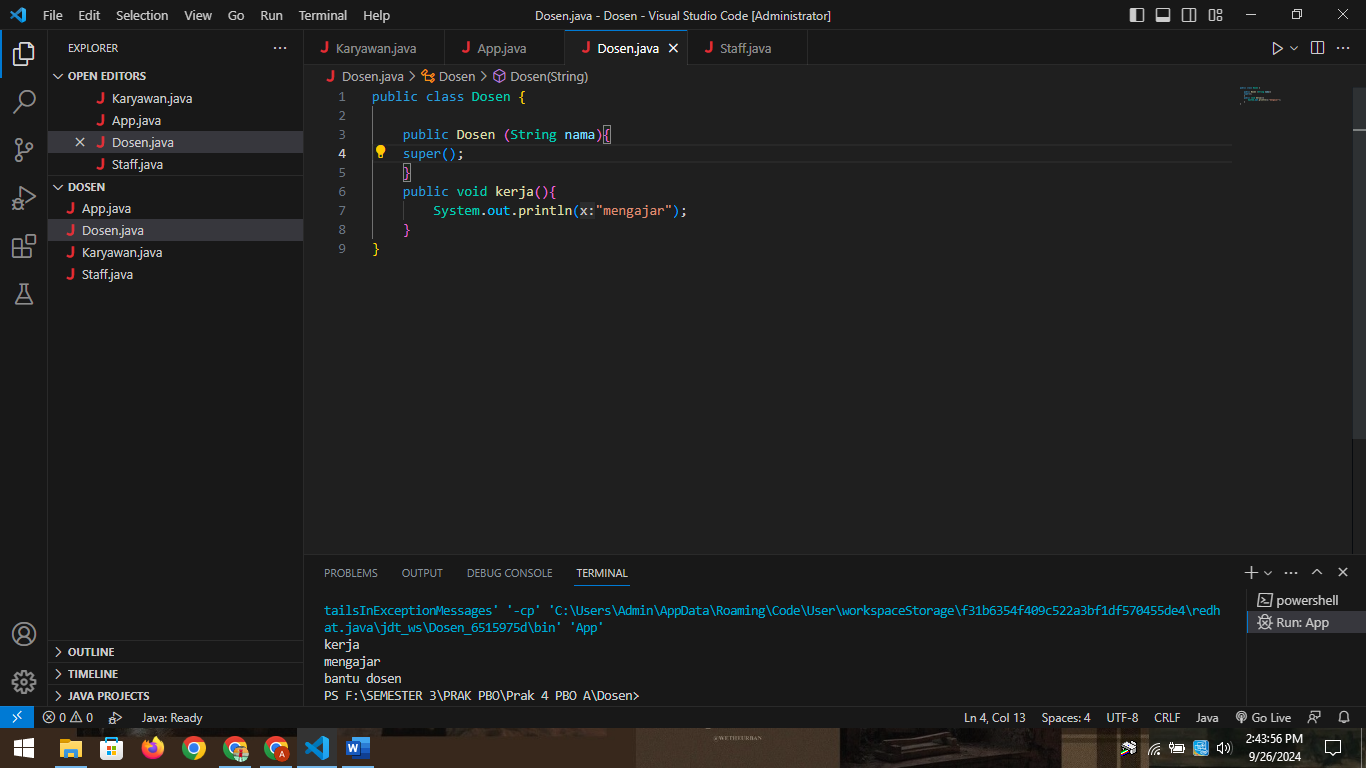 File Edit Selection View Go Run Terminal Help
Dosen.java - Dosen - Visual Studio Code [Administrator]
EXPLORER
OPEN EDITORS
Karyawan.java
App.java
Dosen.java
Staff.java
DOSEN
App.java
Dosen.java
Karyawan.java
Staff.java
OUTLINE
TIMELINE
JAVA PROJECTS
Karyawan.java App.java Dosen.java Staff.java
Dosen.java > Dosen > Dosen(String)
1 public class Dosen {
2
3 public Dosen (String nama){
4 super();
5 }
6 public void kerja(){
7 System.out.println(x:"mengajar");
8 }
9 }
PROBLEMS OUTPUT DEBUG CONSOLE TERMINAL
tailsInExceptionMessages' '-cp' 'C:\Users\Admin\AppData\Roaming\Code\User\workspaceStorage\f31b6354f409c522a3bf1df570455de4\redh
at.java\jdt_ws\Dosen_6515975d\bin' 'App'
kerja
mengajar
bantu dosen
PS F:\SEMESTER 3\PRAK PBO\Prak 4 PBO A\Dosen>
powershell
Run: App
0 0 Java: Ready
Ln 4, Col 13 Spaces: 4 UTF-8 CRLF Java Go Live
@WETHEURBAN
2:43:56 PM
9/26/2024